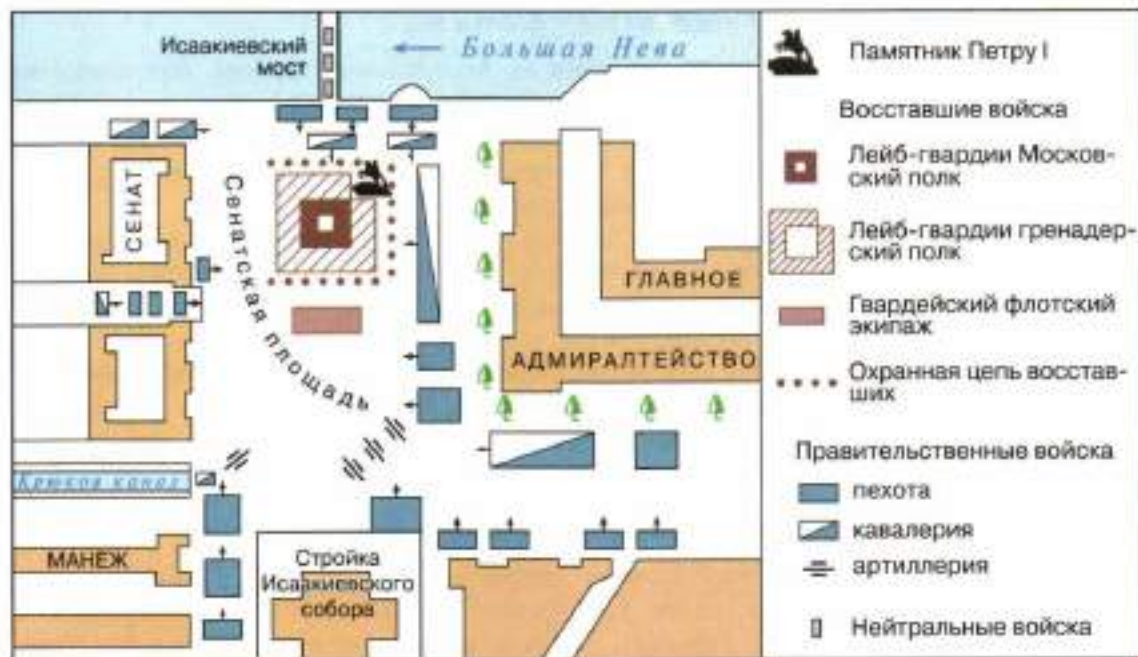 Исаакиевский
мост
Большая Нева
СЕНАТ
Сенатская площадь
ГЛАВНОЕ
АДМИРАЛТЕЙСТВО
Крюков канал
МАНЕЖ
Стройка
Исаакиевского
собора
Памятник Петру I
Восставшие войска
Лейб-гвардии Москов-
ский полк
Лейб-гвардии гренадер-
ский полк
Гвардейский флотский
экипаж
Охранная цепь восстав-
ших
Правительственные войска
пехота
кавалерия
артиллерия
Нейтральные войска